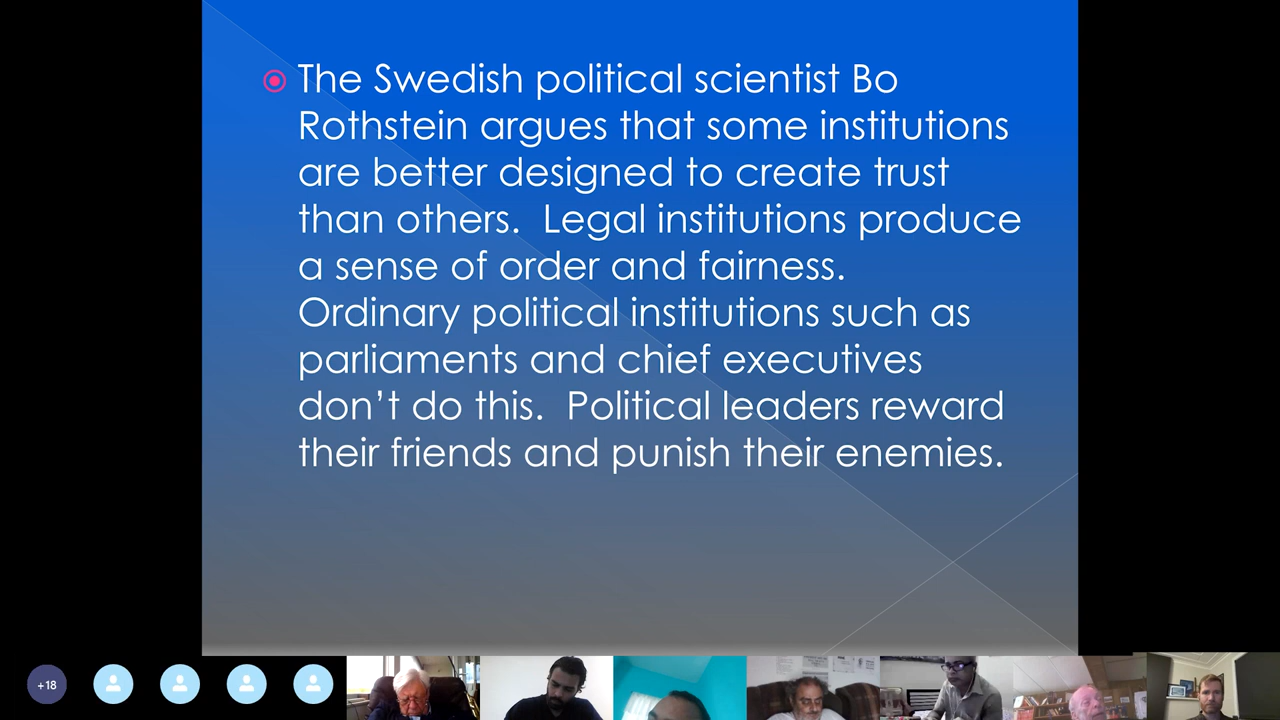 The Swedish political scientist Bo
Rothstein argues that some institutions
are better designed to create trust
than others.  Legal institutions produce
a sense of order and fairness.
Ordinary political institutions such as
parliaments and chief executives
don’t do this.  Political leaders reward
their friends and punish their enemies.
+18